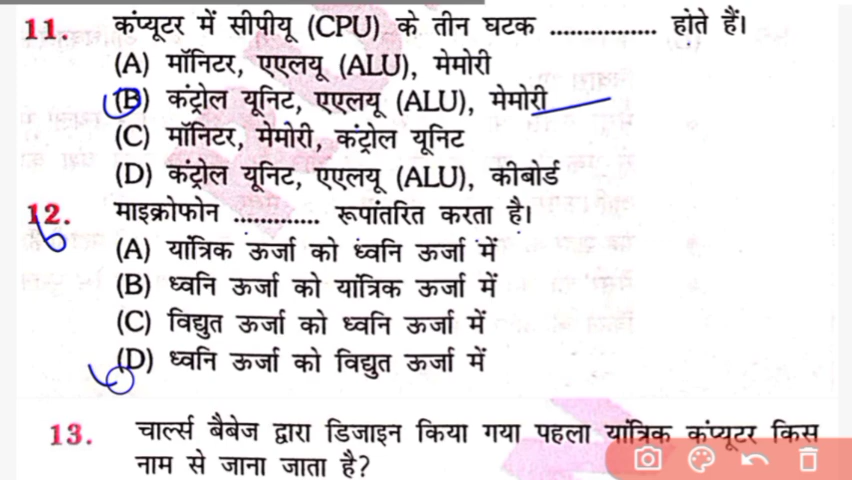 11. कंप्यूटर में सीपीयू (CPU) के तीन घटक ................. होते हैं।
(A) मॉनिटर, एएलयू (ALU), मेमोरी
(B) कंट्रोल यूनिट, एएलयू (ALU), मेमोरी
(C) मॉनिटर, मेमोरी, कंट्रोल यूनिट
(D) कंट्रोल यूनिट, एएलयू (ALU), कीबोर्ड
12. माइक्रोफोन ............. रूपांतरित करता है।
(A) यांत्रिक ऊर्जा को ध्वनि ऊर्जा में
(B) ध्वनि ऊर्जा को यांत्रिक ऊर्जा में
(C) विद्युत ऊर्जा को ध्वनि ऊर्जा में
(D) ध्वनि ऊर्जा को विद्युत ऊर्जा में
13. चार्ल्स बैबेज द्वारा डिजाइन किया गया पहला यांत्रिक कंप्यूटर किस
नाम से जाना जाता है?